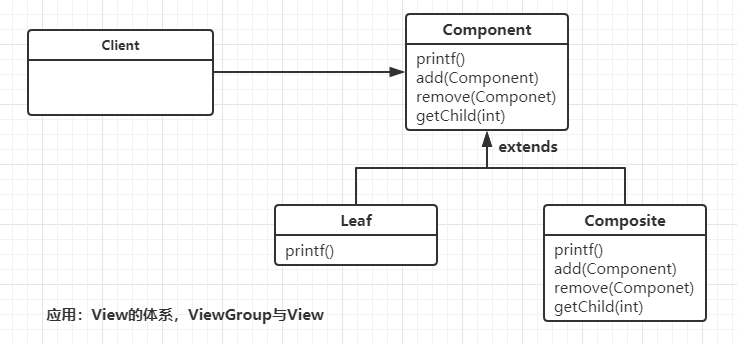 Client
Component
printf()
add(Component)
remove(Componet)
getChild(int)
extends
Leaf
printf()
Composite
printf()
add(Component)
remove(Componet)
getChild(int)
应用：View的体系，ViewGroup与View